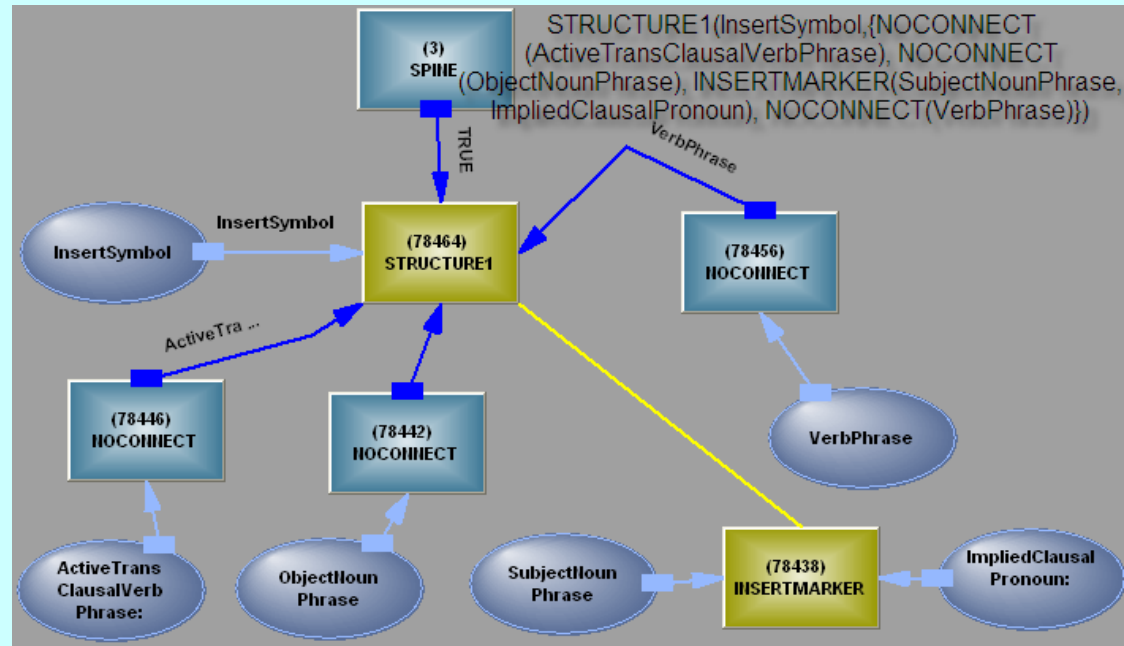 STRUCTURE1(InsertSymbol,{NOCONNECT
(ActiveTransClausalVerbPhrase), NOCONNECT
(ObjectNounPhrase), INSERTMARKER(SubjectNounPhrase,
ImpliedClausalPronoun), NOCONNECT(VerbPhrase)})
(3)
SPINE
TRUE
VerbPhrase
InsertSymbol
InsertSymbol
(78464)
STRUCTURE1
(78456)
NOCONNECT
ActiveTra ...
(78446)
NOCONNECT
(78442)
NOCONNECT
VerbPhrase
ActiveTrans
ClausalVerb
Phrase:
ObjectNoun
Phrase
SubjectNoun
Phrase
(78438)
INSERTMARKER
ImpliedClausal
Pronoun: